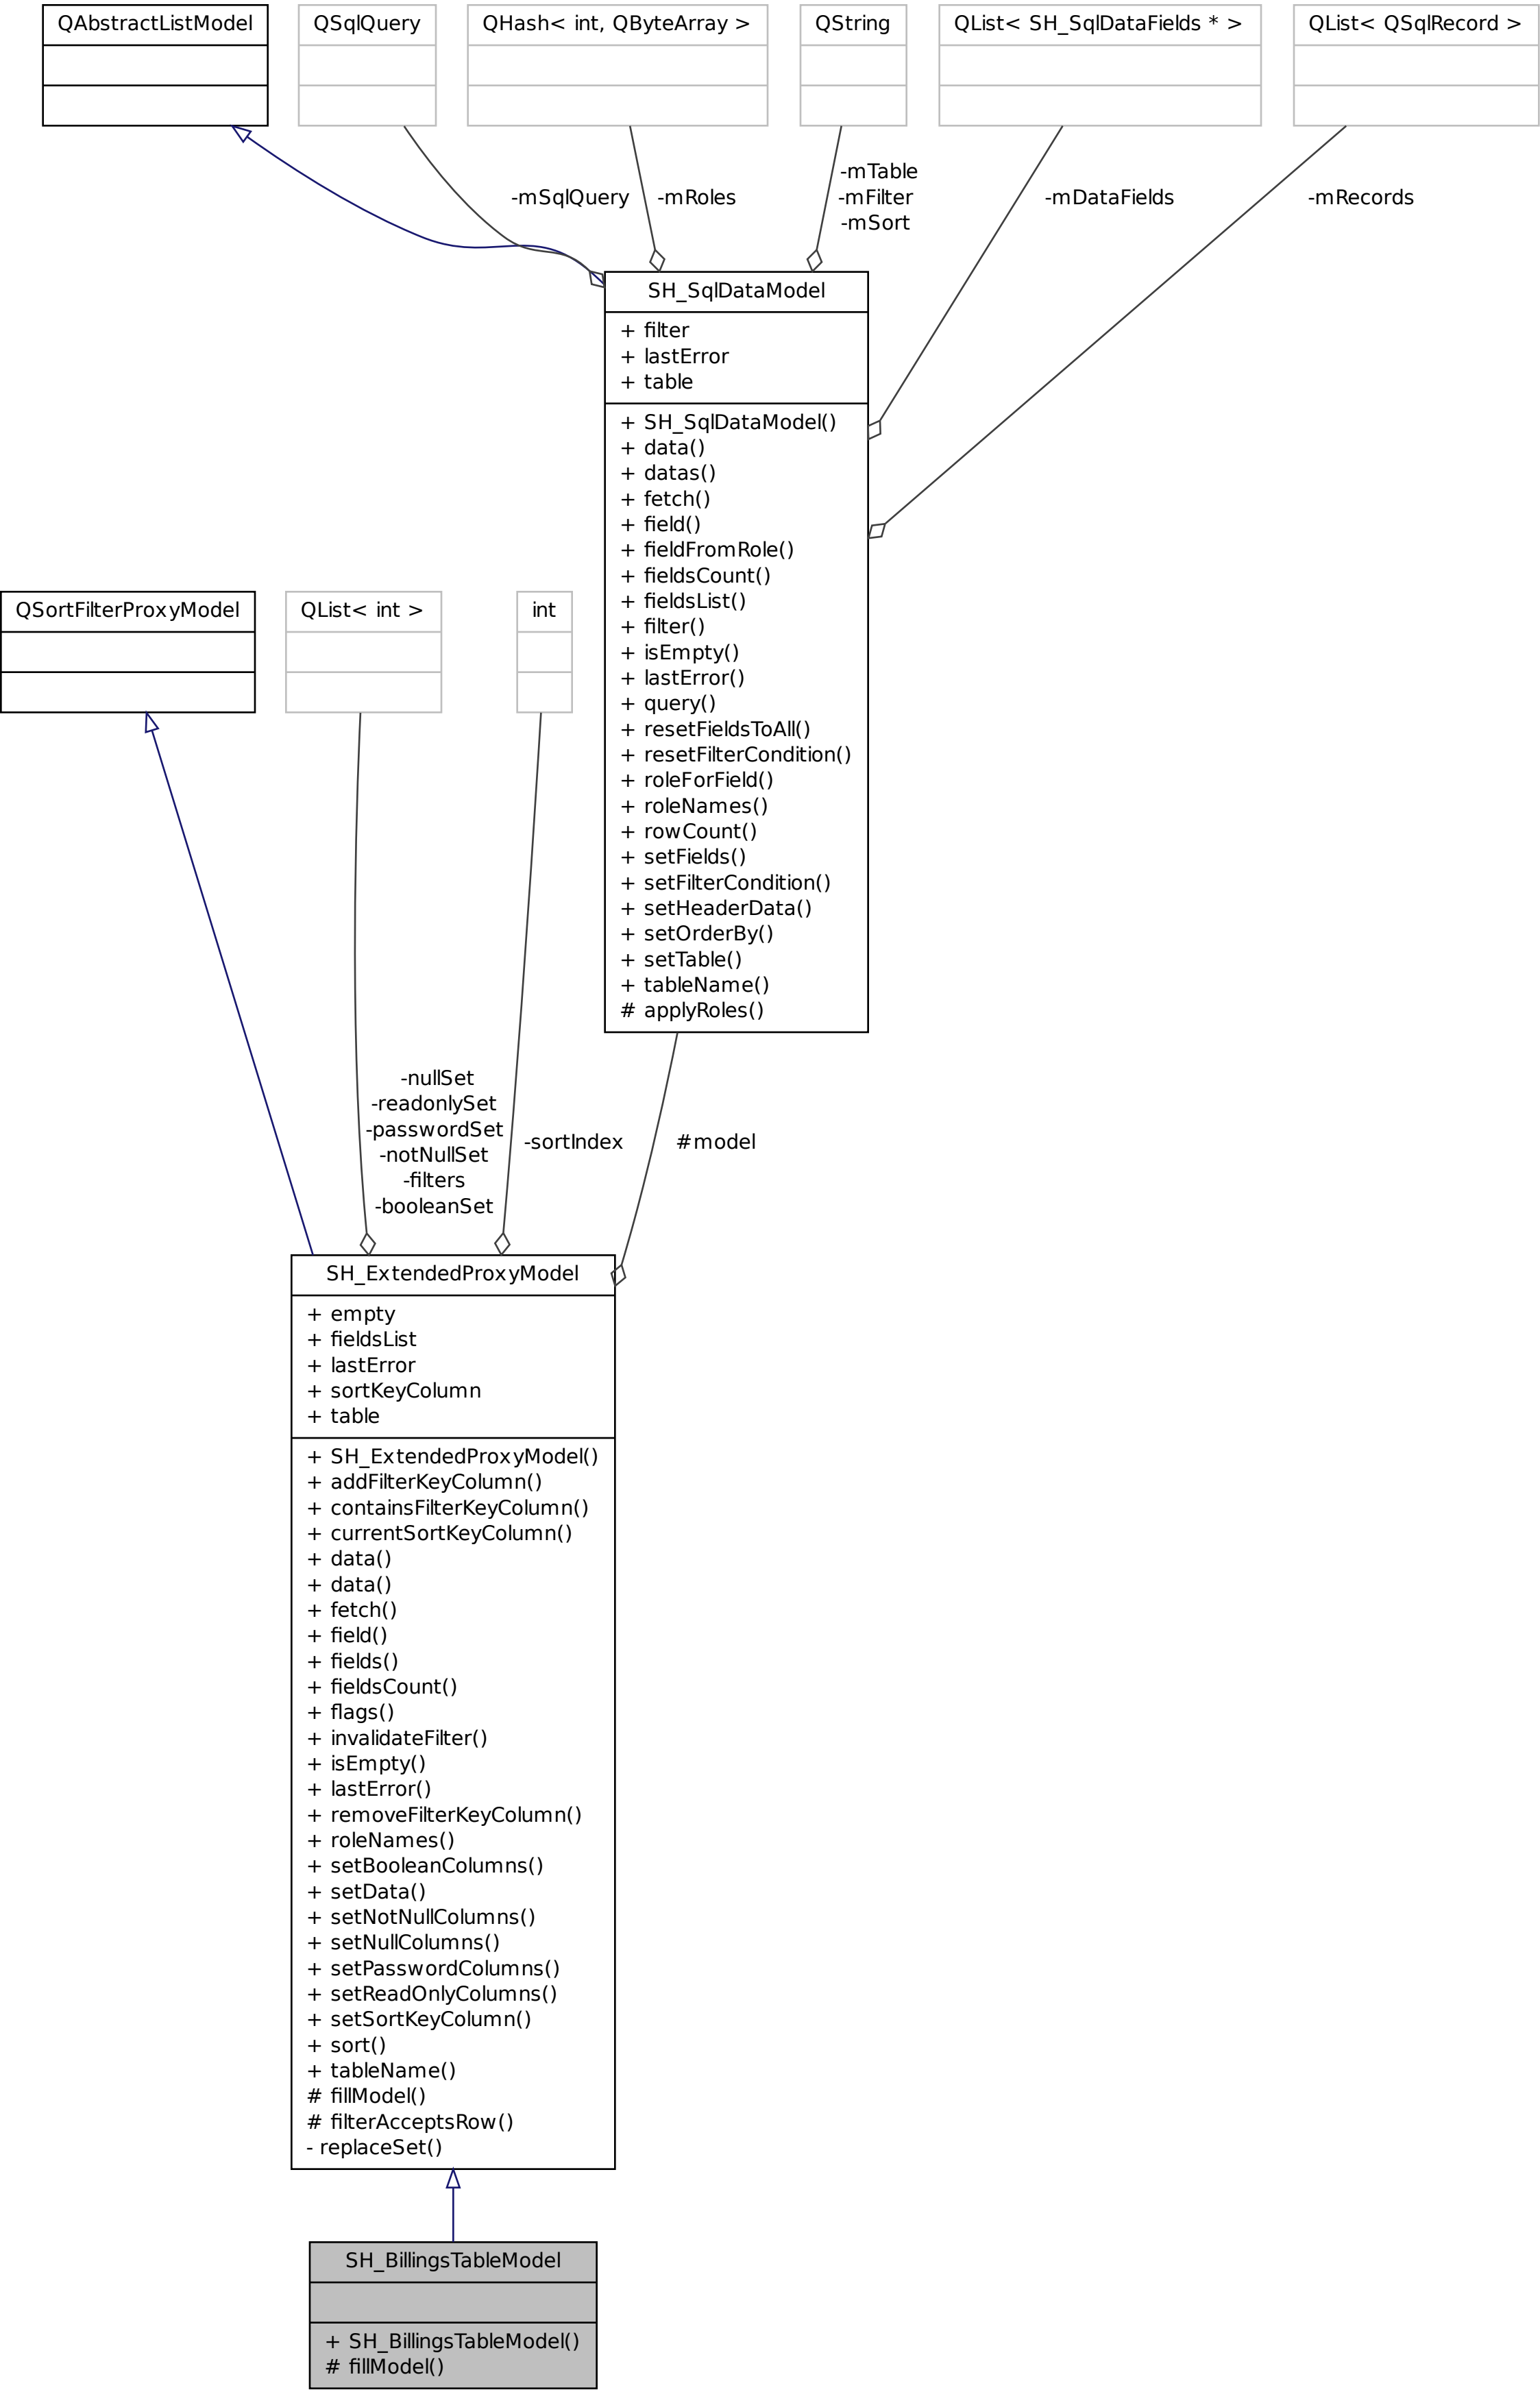 QAbstractListModel
QSqlQuery
QHash< int, QByteArray >
QString
QList< SH_SqlDataFields * >
QList< QSqlRecord >
-mSqlQuery
-mRoles
-mTable
-mFilter
-mSort
-mDataFields
-mRecords
SH_SqlDataModel
+ filter
+ lastError
+ table
+ SH_SqlDataModel()
+ data()
+ datas()
+ fetch()
+ field()
+ fieldFromRole()
+ fieldsCount()
+ fieldsList()
+ filter()
+ isEmpty()
+ lastError()
+ query()
+ resetFieldsToAll()
+ resetFilterCondition()
+ roleForField()
+ roleNames()
+ rowCount()
+ setFields()
+ setFilterCondition()
+ setHeaderData()
+ setOrderBy()
+ setTable()
+ tableName()
# applyRoles()
QSortFilterProxyModel
QList< int >
int
-nullSet
-readonlySet
-passwordSet
-notNullSet
-filters
-booleanSet
-sortIndex
#model
SH_ExtendedProxyModel
+ empty
+ fieldsList
+ lastError
+ sortKeyColumn
+ table
+ SH_ExtendedProxyModel()
+ addFilterKeyColumn()
+ containsFilterKeyColumn()
+ currentSortKeyColumn()
+ data()
+ data()
+ fetch()
+ field()
+ fields()
+ fieldsCount()
+ flags()
+ invalidateFilter()
+ isEmpty()
+ lastError()
+ removeFilterKeyColumn()
+ roleNames()
+ setBooleanColumns()
+ setData()
+ setNotNullColumns()
+ setNullColumns()
+ setPasswordColumns()
+ setReadOnlyColumns()
+ setSortKeyColumn()
+ sort()
+ tableName()
# fillModel()
# filterAcceptsRow()
- replaceSet()
SH_BillingsTableModel
+ SH_BillingsTableModel()
# fillModel()